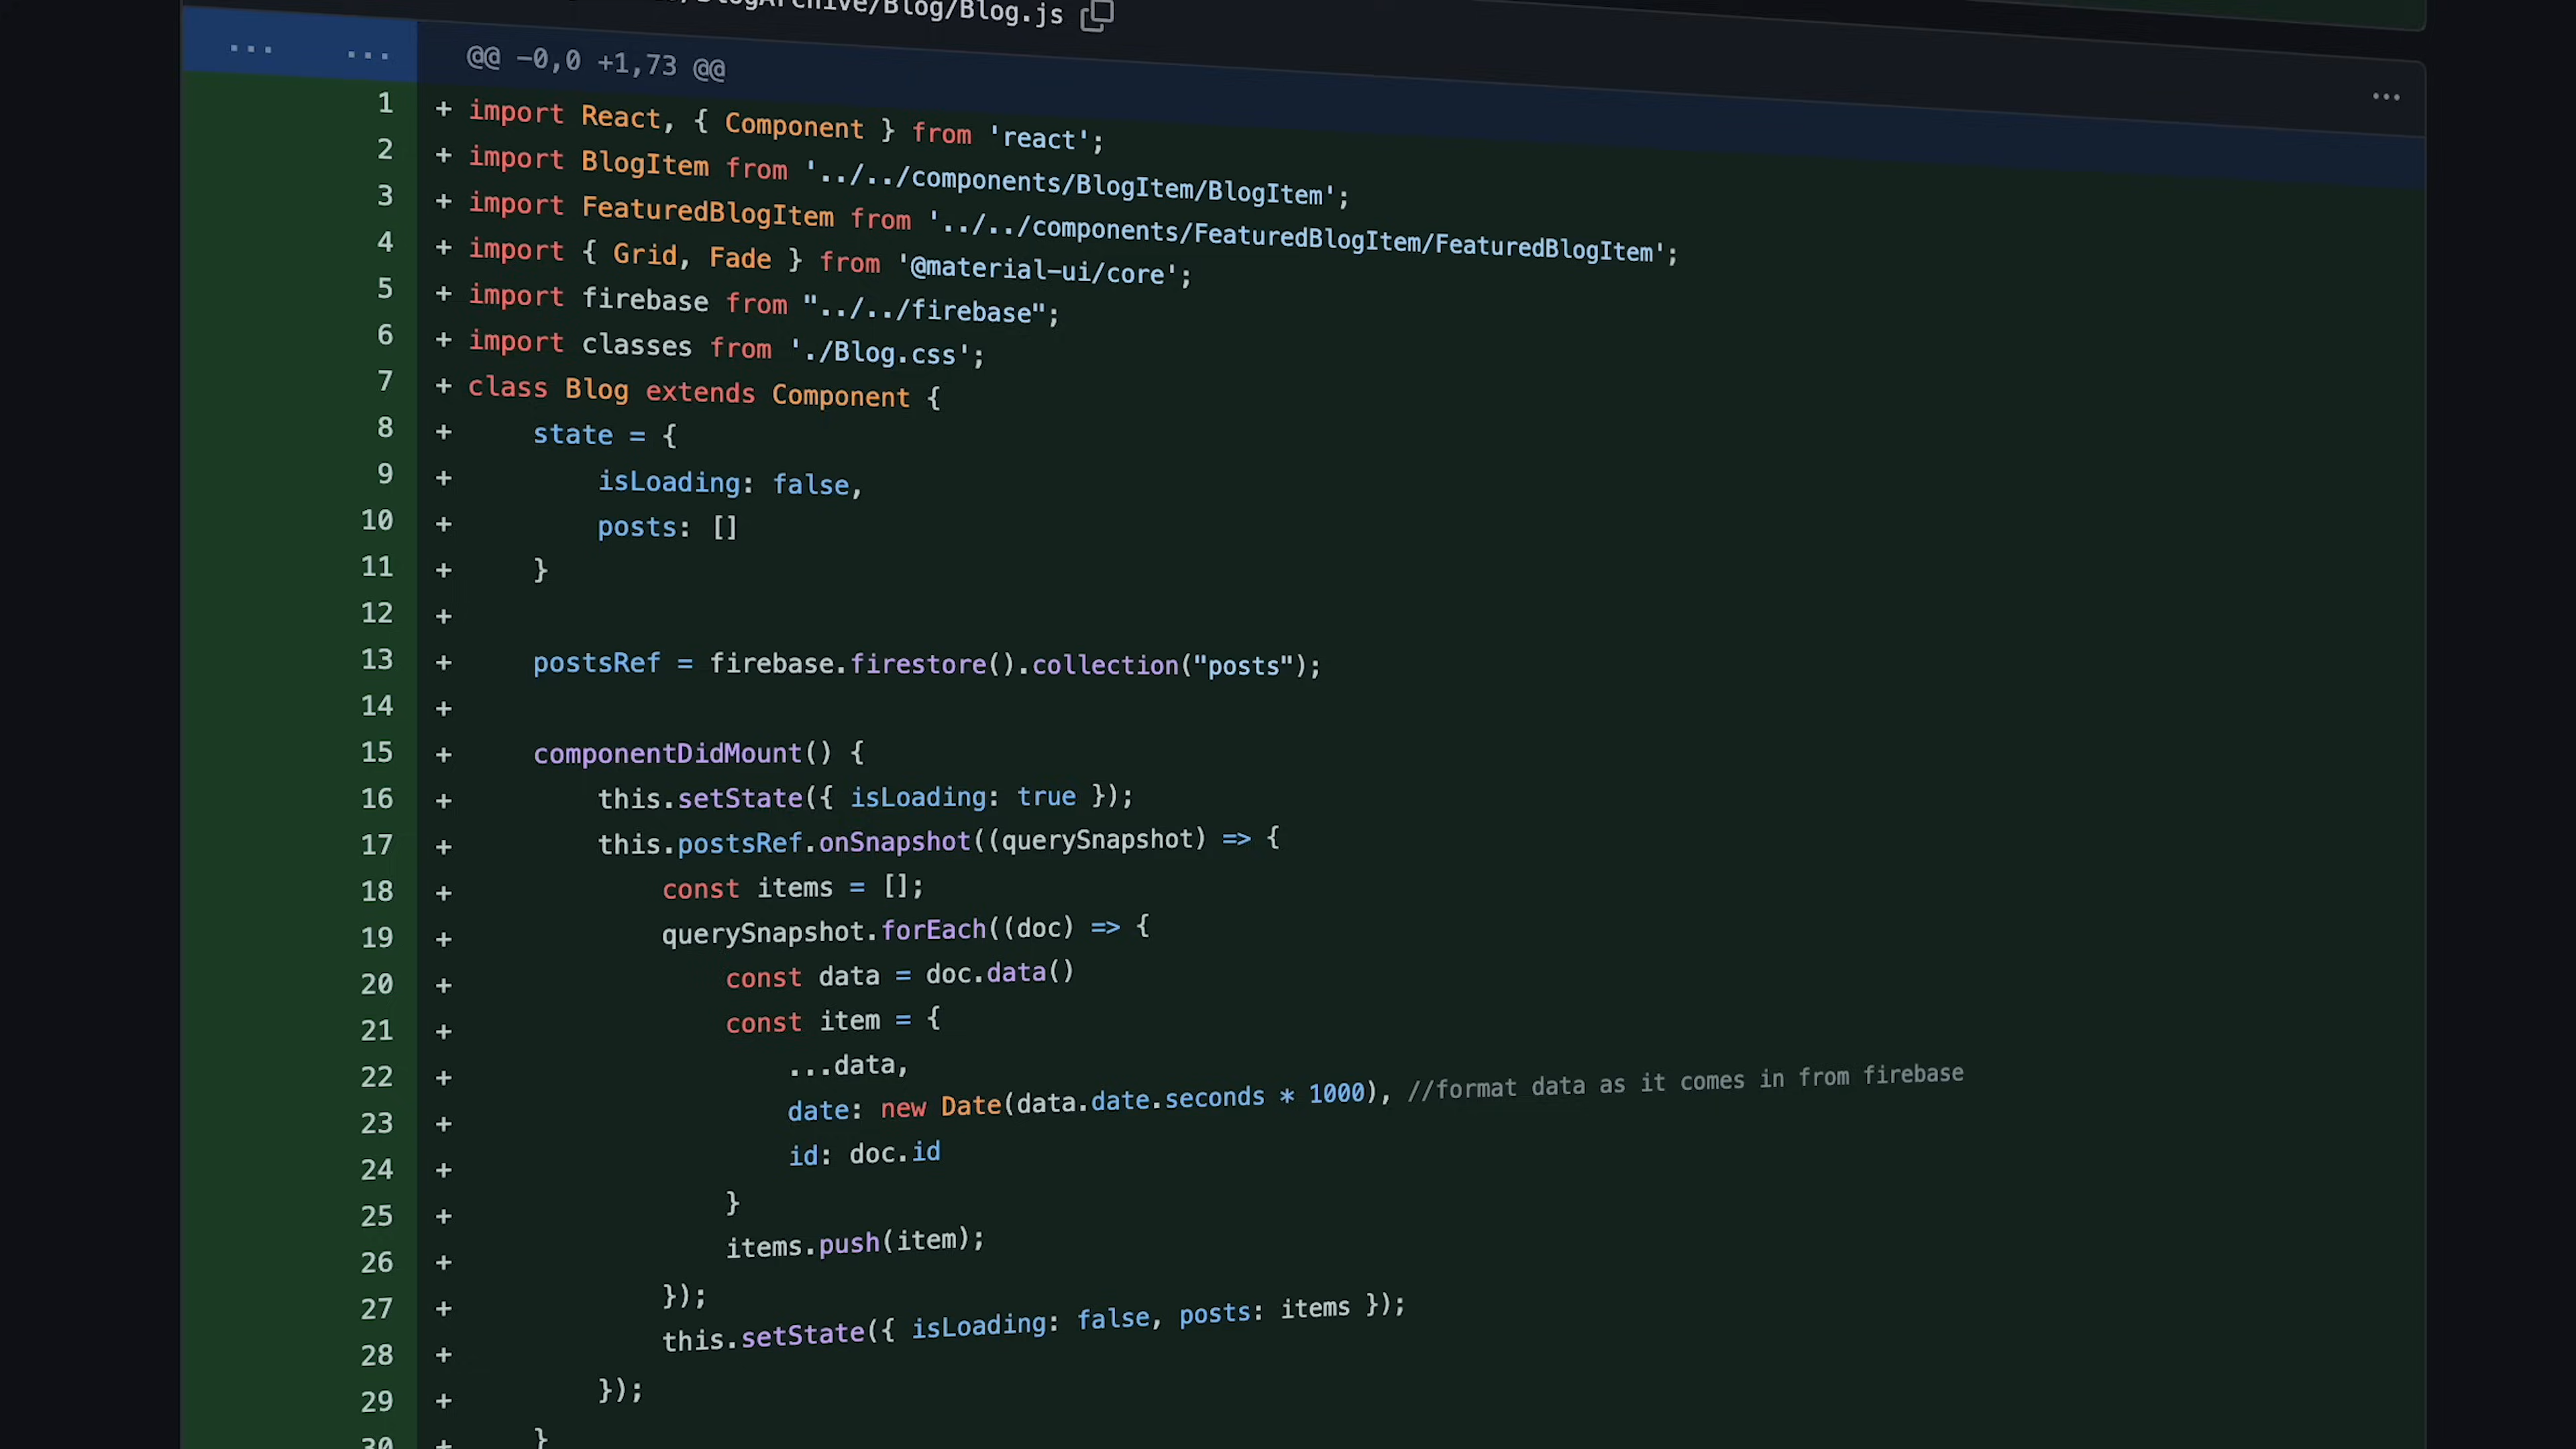 /Blog/Blog.js
... ...
@@ -0,0 +1,73 @@
...
1 + import React, { Component } from 'react';
2 + import BlogItem from '../../components/BlogItem/BlogItem';
3 + import FeaturedBlogItem from '../../components/FeaturedBlogItem/FeaturedBlogItem';
4 + import { Grid, Fade } from '@material-ui/core';
5 + import firebase from "../../firebase";
6 + import classes from './Blog.css';
7 + class Blog extends Component {
8 + state = {
9 + isLoading: false,
10 + posts: []
11 + }
12 +
13 + postsRef = firebase.firestore().collection("posts");
14 +
15 + componentDidMount() {
16 + this.setState({ isLoading: true });
17 + this.postsRef.onSnapshot((querySnapshot) => {
18 + const items = [];
19 + querySnapshot.forEach((doc) => {
20 + const data = doc.data()
21 + const item = {
22 + ...data,
23 + date: new Date(data.date.seconds * 1000), //format data as it comes in from firebase
24 + id: doc.id
25 + }
26 + items.push(item);
27 + });
28 + this.setState({ isLoading: false, posts: items });
29 + });
30 + }